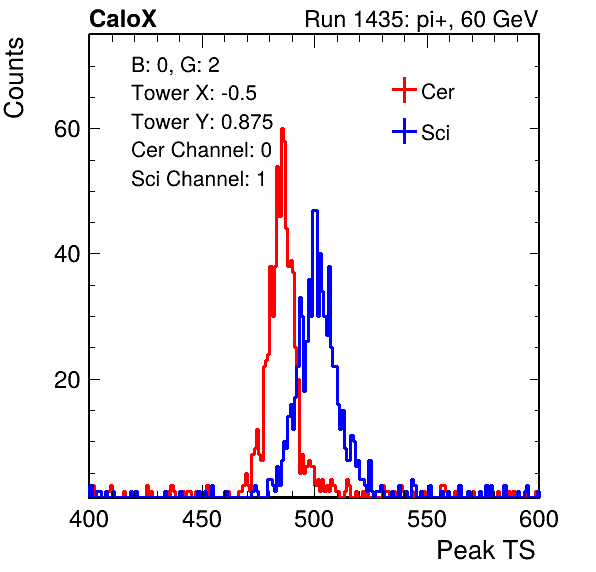 CaloX Run 1435: pi+, 60 GeV
Counts
B: 0, G: 2
Tower X: -0.5
Tower Y: 0.875
Cer Channel: 0
Sci Channel: 1
Cer
Sci
60
40
20
400 450 500 550 600
Peak TS